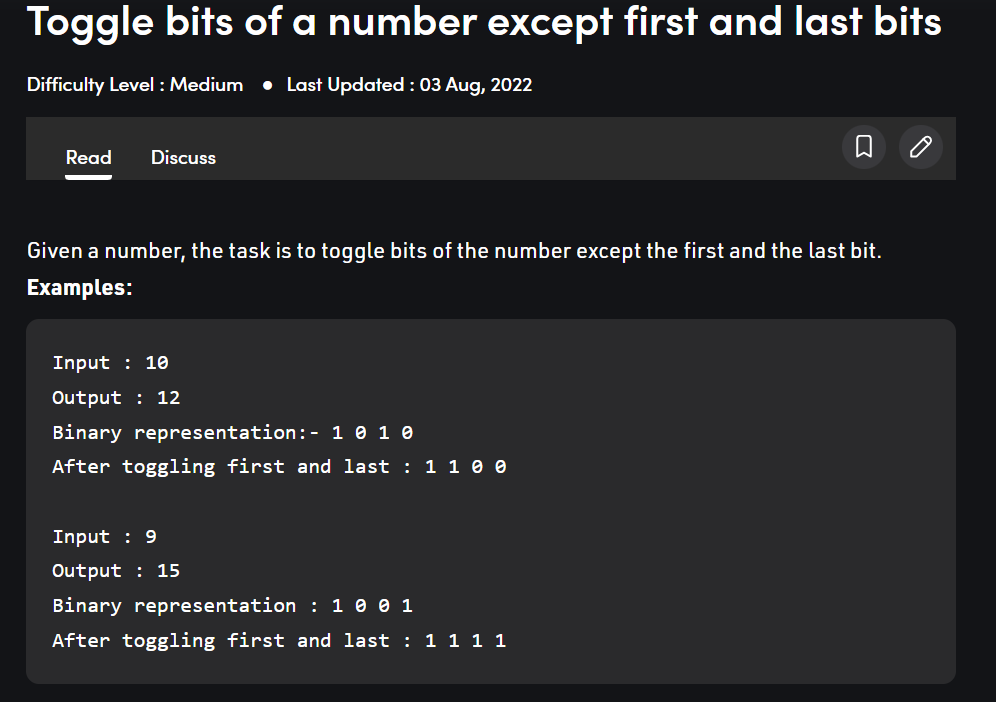 Toggle bits of a number except first and last bits
Difficulty Level : Medium ● Last Updated : 03 Aug, 2022
Read Discuss
Given a number, the task is to toggle bits of the number except the first and the last bit.
Examples:
Input : 10
Output : 12
Binary representation:- 1 0 1 0
After toggling first and last : 1 1 0 0
Input : 9
Output : 15
Binary representation : 1 0 0 1
After toggling first and last : 1 1 1 1